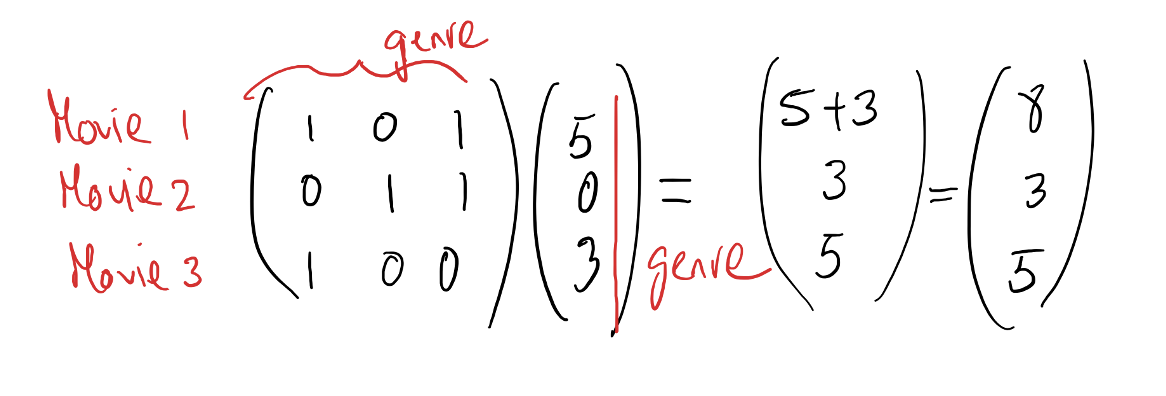 genre
Movie 1 ( 1 0 1 ) ( 5 ) = ( 5+3 ) = ( 8 )
Movie 2 ( 0 1 1 ) ( 0 ) ( 3 ) ( 3 )
Movie 3 ( 1 0 0 ) ( 3 ) genre ( 5 ) ( 5 )